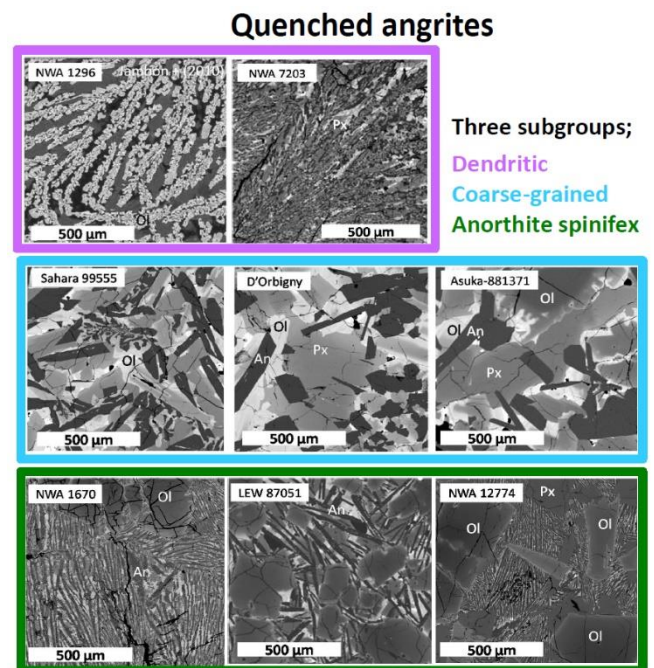 Quenched angrites
NWA 1296
Jambon + (2010)
Ol
500 µm
NWA 7203
Px
500 µm
Three subgroups;
Dendritic
Coarse-grained
Anorthite spinifex
Sahara 99555
Ol
500 µm
D'Orbigny
Ol
An
Px
500 µm
Asuka-881371
Ol
Ol
An
Px
500 µm
NWA 1670
Ol
An
500 µm
LEW 87051
An
500 µm
NWA 12774
Px
Ol
Ol
Ol
500 µm